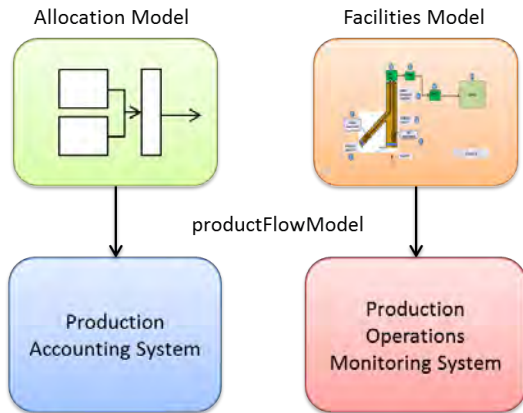 Allocation Model
Facilities Model
productFlowModel
Production
Accounting System
Production
Operations
Monitoring System